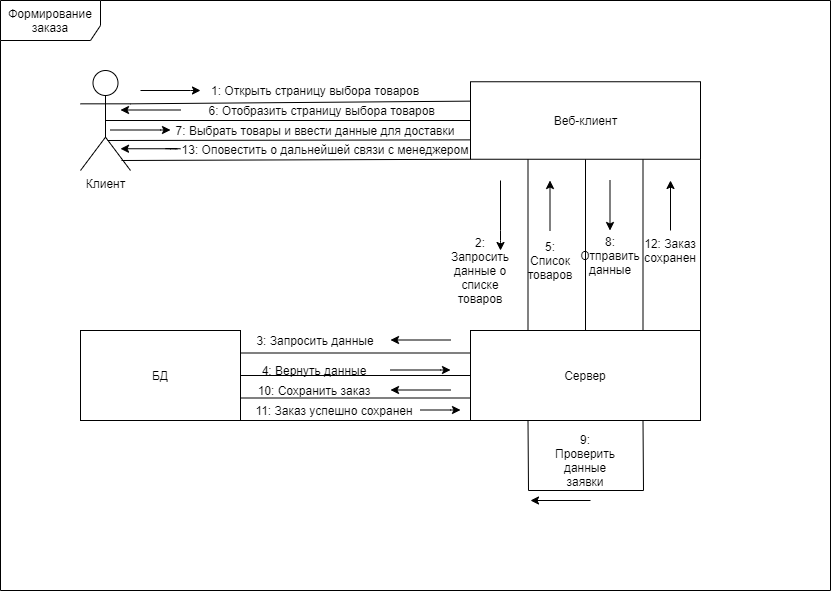 Формирование
заказа
1: Открыть страницу выбора товаров
6: Отобразить страницу выбора товаров
7: Выбрать товары и ввести данные для доставки
13: Оповестить о дальнейшей связи с менеджером
Клиент
Веб-клиент
2:
Запросить
данные о
списке
товаров
5:
Список
товаров
8:
Отправить
данные
12: Заказ
сохранен
3: Запросить данные
4: Вернуть данные
10: Сохранить заказ
11: Заказ успешно сохранен
БД
Сервер
9:
Проверить
данные
заявки